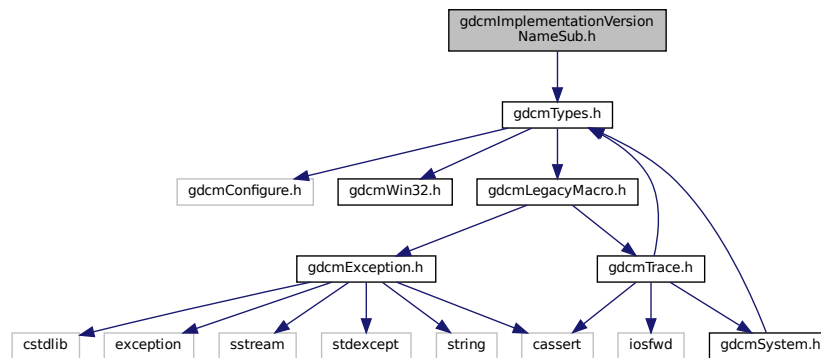 gdcmImplementationVersion
NameSub.h
gdcmTypes.h
gdcmConfigure.h
gdcmWin32.h
gdcmLegacyMacro.h
gdcmException.h
gdcmTrace.h
cstdlib
exception
sstream
stdexcept
string
cassert
iosfwd
gdcmSystem.h